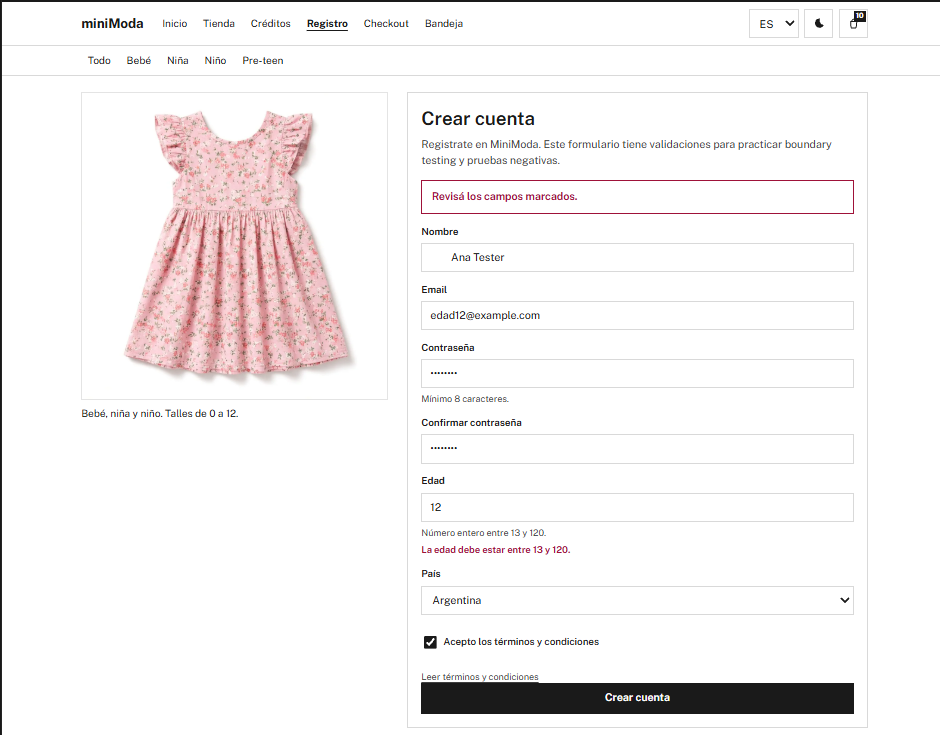 miniModa Inicio Tienda Créditos Registro Checkout Bandeja ES 10
Todo Bebé Niña Niño Pre-teen
Bebé, niña y niño. Talles de 0 a 12.
Crear cuenta
Registrate en MiniModa. Este formulario tiene validaciones para practicar boundary
testing y pruebas negativas.
Revisá los campos marcados.
Nombre
Ana Tester
Email
edad12@example.com
Contraseña
••••••••
Mínimo 8 caracteres.
Confirmar contraseña
••••••••
Edad
12
Número entero entre 13 y 120.
La edad debe estar entre 13 y 120.
País
Argentina
Acepto los términos y condiciones
Leer términos y condiciones
Crear cuenta